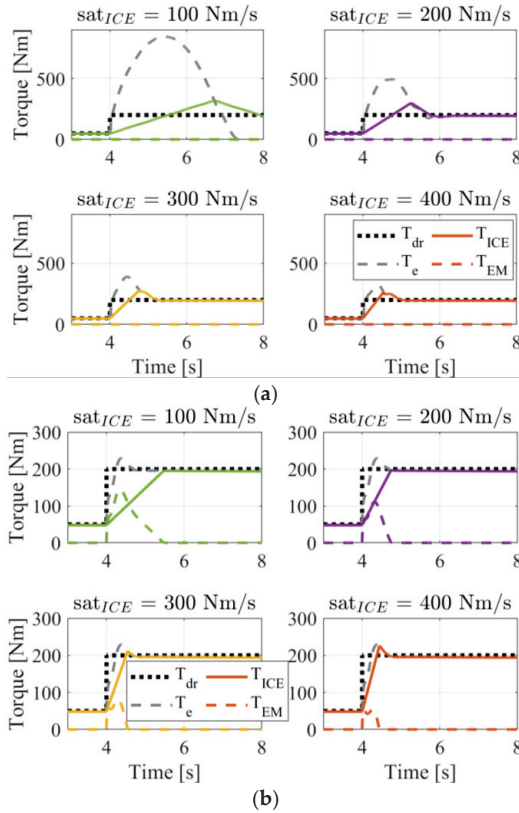 sat_ICE = 100 Nm/s sat_ICE = 200 Nm/s
Torque [Nm]
500
0
4 6 8
500
0
4 6 8
sat_ICE = 300 Nm/s sat_ICE = 400 Nm/s
Torque [Nm]
500
0
4 6 8
500
0
4 6 8
T_dr T_ICE
T_e T_EM
Time [s] Time [s]
(a)
sat_ICE = 100 Nm/s sat_ICE = 200 Nm/s
Torque [Nm]
300
200
100
0
4 6 8
Torque [Nm]
300
200
100
0
4 6 8
sat_ICE = 300 Nm/s sat_ICE = 400 Nm/s
Torque [Nm]
300
200
100
0
4 6 8
Torque [Nm]
300
200
100
0
4 6 8
T_dr T_ICE
T_e T_EM
Time [s] Time [s]
(b)